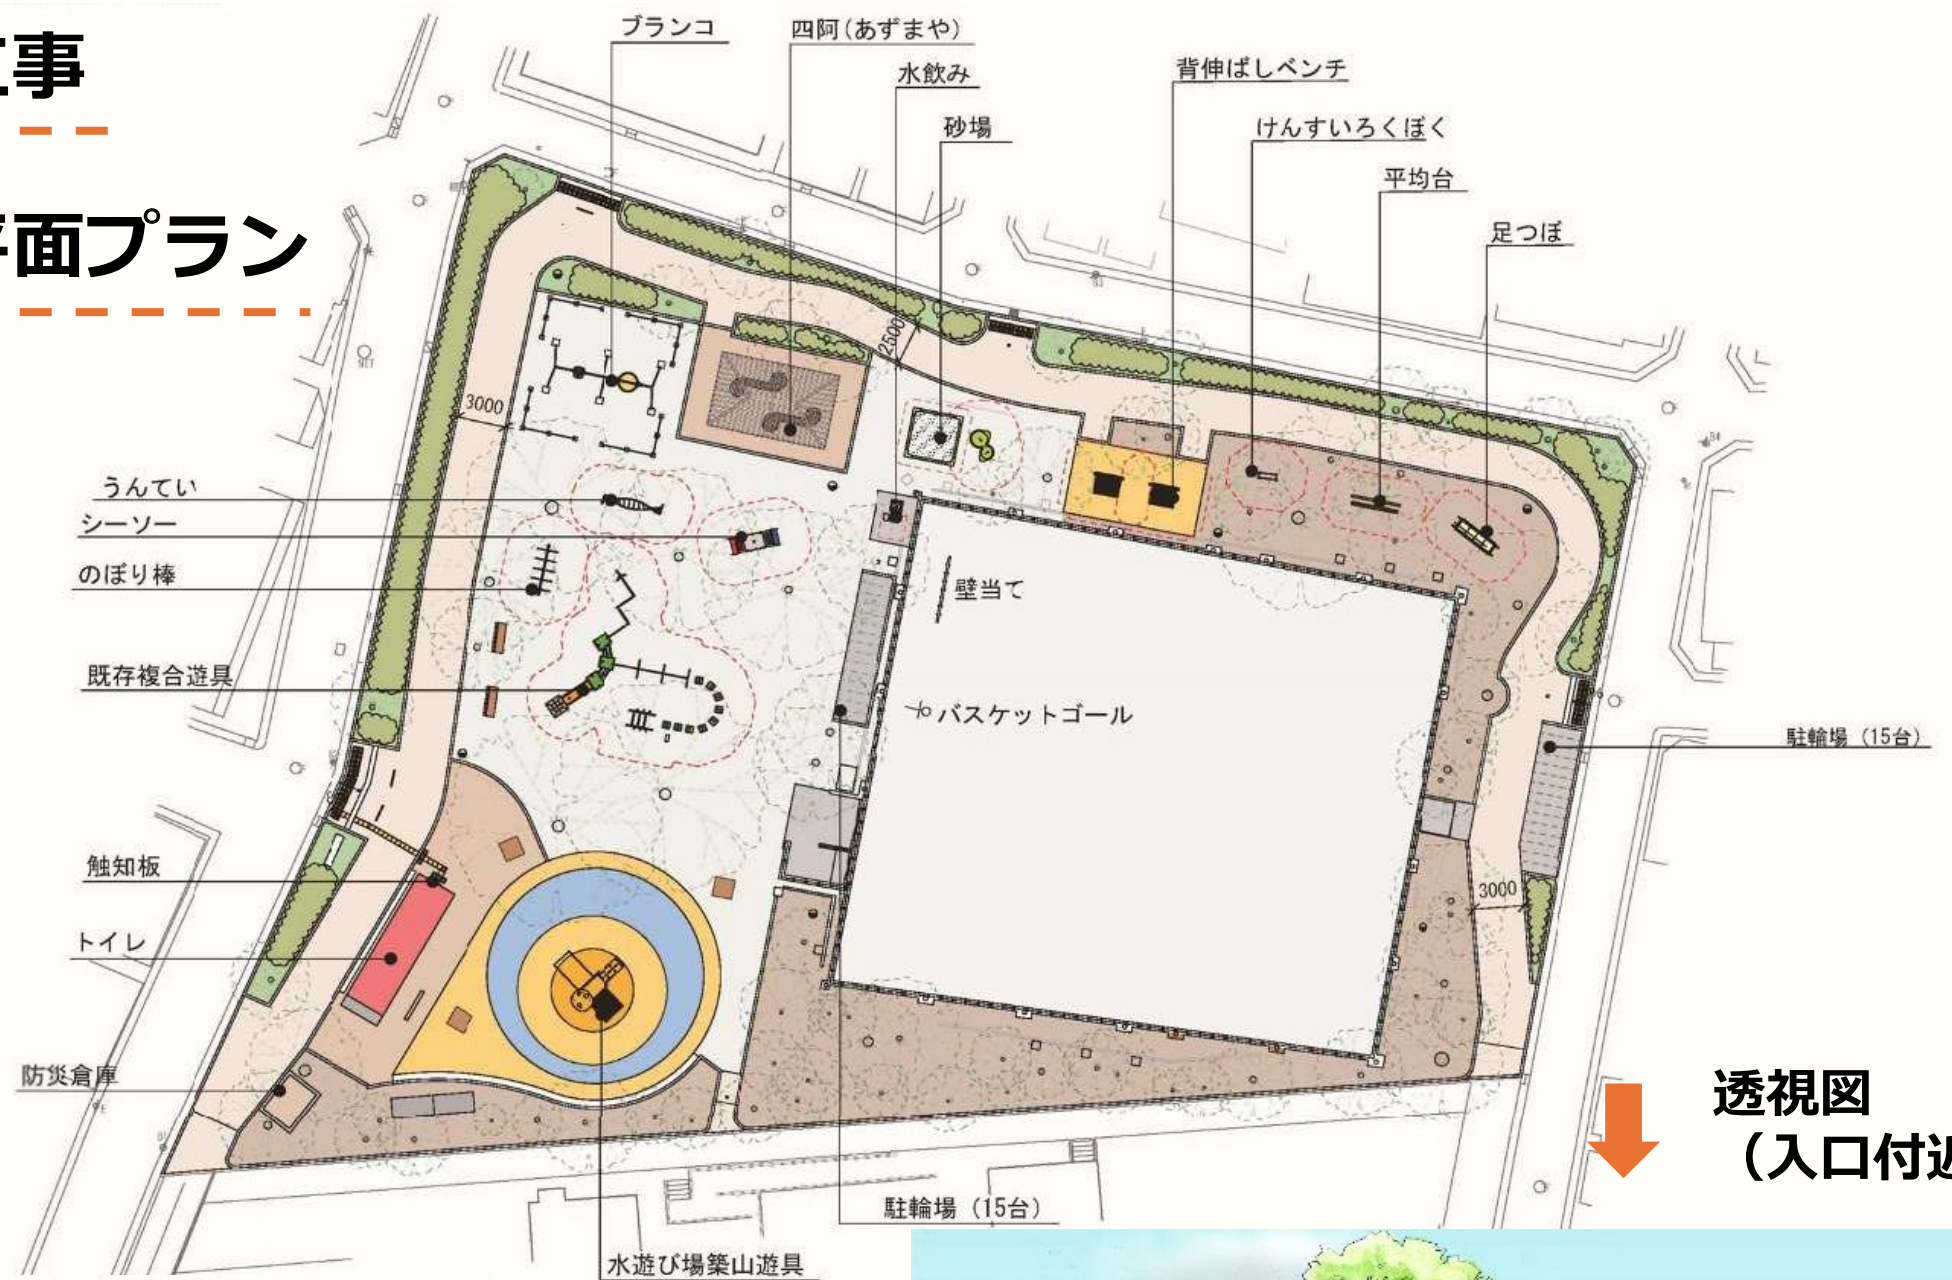 工事
平面プラン
ブランコ
四阿(あずまや)
水飲み
砂場
背伸ばしベンチ
けんすいろくぼく
平均台
足つぼ
2500
3000
うんてい
シーソー
のぼり棒
既存複合遊具
壁当て
バスケットゴール
駐輪場 (15台)
触知板
トイレ
3000
防災倉庫
駐輪場 (15台)
水遊び場築山遊具
透視図
(入口付近